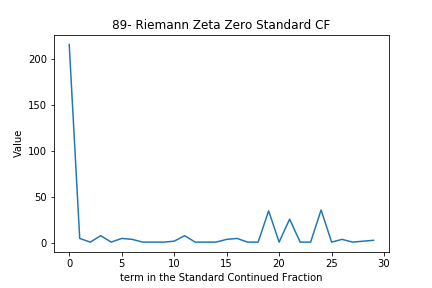 89- Riemann Zeta Zero Standard CF
Value
200
150
100
50
0
0 5 10 15 20 25 30
term in the Standard Continued Fraction